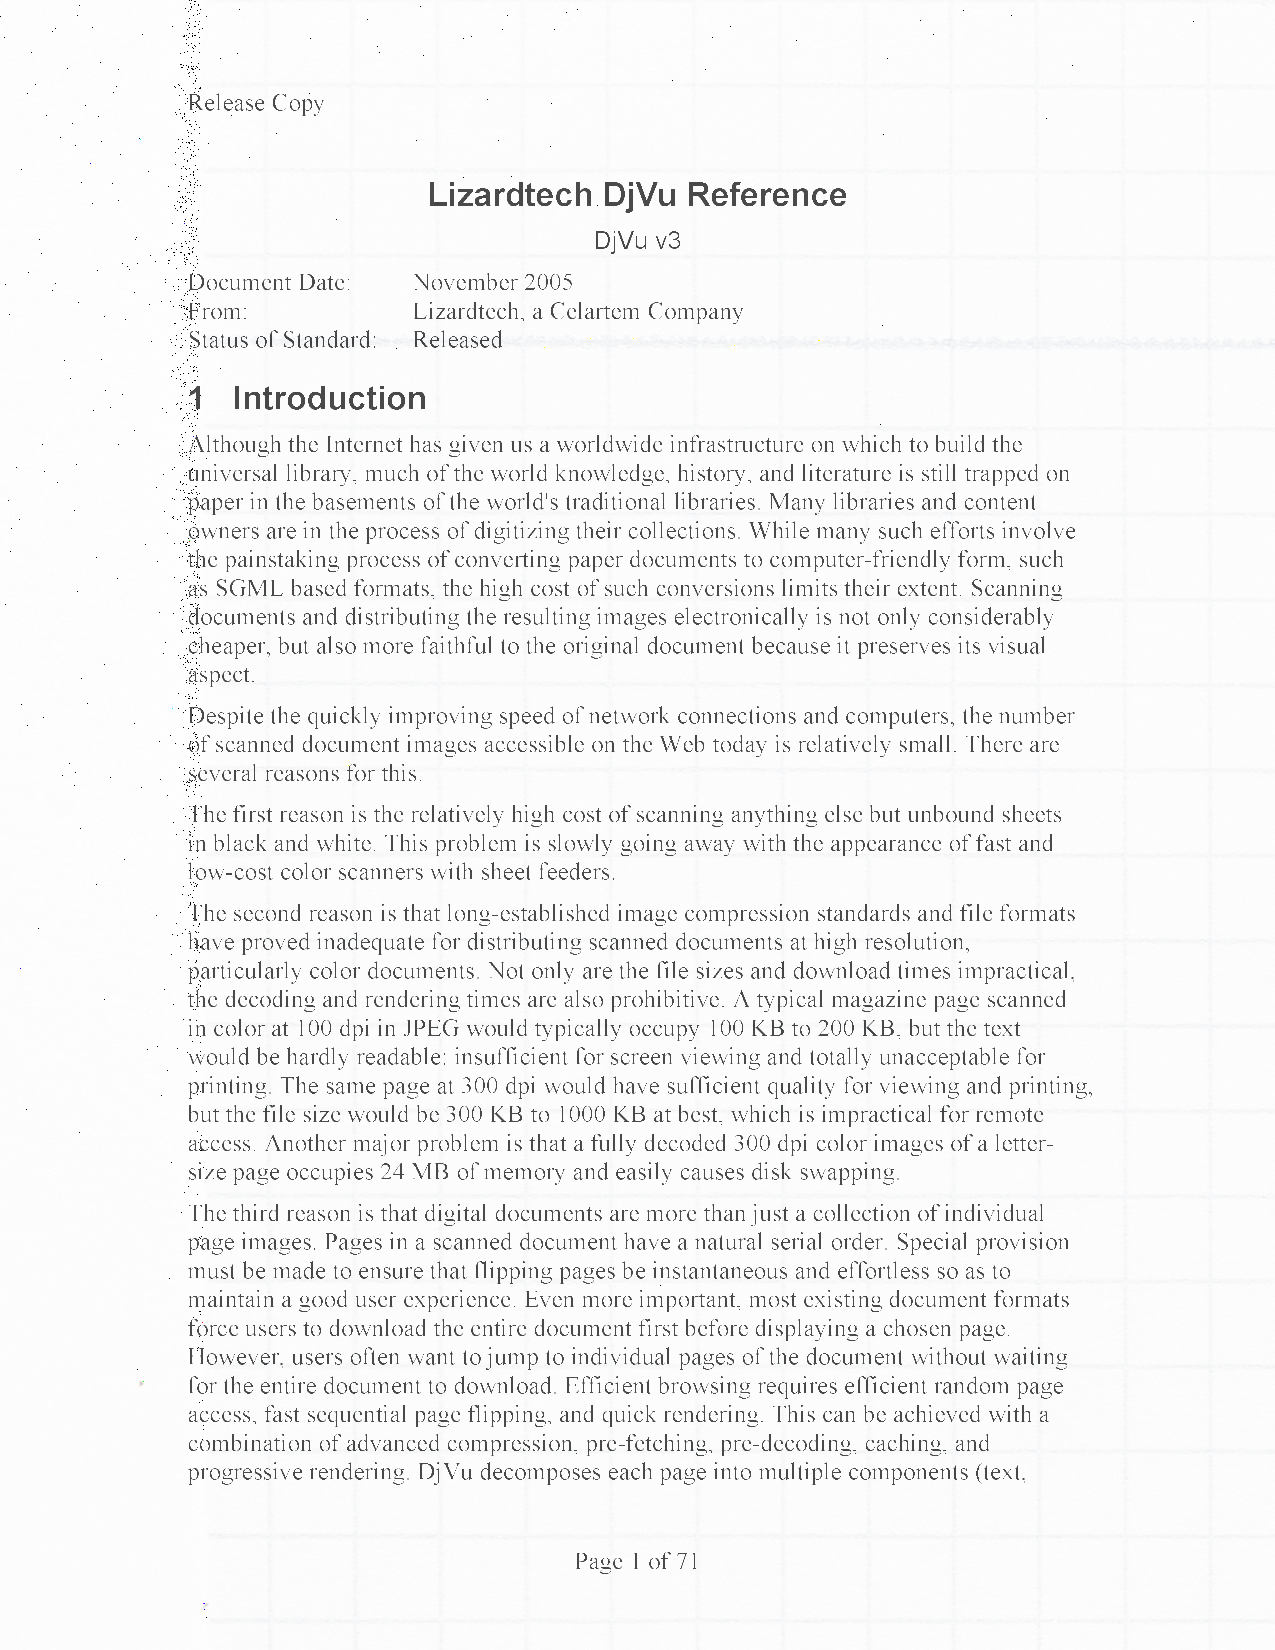 Release Copy
Lizardtech DjVu Reference
DjVu v3
Document Date: November 2005
From: Lizardtech, a Celartem Company
Status of Standard: Released
1 Introduction
Although the Internet has given us a worldwide infrastructure on which to build the
universal library, much of the world knowledge, history, and literature is still trapped on
paper in the basements of the world's traditional libraries. Many libraries and content
owners are in the process of digitizing their collections. While many such efforts involve
the painstaking process of converting paper documents to computer-friendly form, such
as SGML based formats, the high cost of such conversions limits their extent. Scanning
documents and distributing the resulting images electronically is not only considerably
cheaper, but also more faithful to the original document because it preserves its visual
aspect.
Despite the quickly improving speed of network connections and computers, the number
of scanned document images accessible on the Web today is relatively small. There are
several reasons for this.
The first reason is the relatively high cost of scanning anything else but unbound sheets
in black and white. This problem is slowly going away with the appearance of fast and
low-cost color scanners with sheet feeders.
The second reason is that long-established image compression standards and file formats
have proved inadequate for distributing scanned documents at high resolution,
particularly color documents. Not only are the file sizes and download times impractical,
the decoding and rendering times are also prohibitive. A typical magazine page scanned
in color at 100 dpi in JPEG would typically occupy 100 KB to 200 KB, but the text
would be hardly readable: insufficient for screen viewing and totally unacceptable for
printing. The same page at 300 dpi would have sufficient quality for viewing and printing,
but the file size would be 300 KB to 1000 KB at best, which is impractical for remote
access. Another major problem is that a fully decoded 300 dpi color images of a letter-
size page occupies 24 MB of memory and easily causes disk swapping.
The third reason is that digital documents are more than just a collection of individual
page images. Pages in a scanned document have a natural serial order. Special provision
must be made to ensure that flipping pages be instantaneous and effortless so as to
maintain a good user experience. Even more important, most existing document formats
force users to download the entire document first before displaying a chosen page.
However, users often want to jump to individual pages of the document without waiting
for the entire document to download. Efficient browsing requires efficient random page
access, fast sequential page flipping, and quick rendering. This can be achieved with a
combination of advanced compression, pre-fetching, pre-decoding, caching, and
progressive rendering. DjVu decomposes each page into multiple components (text,
Page 1 of 71